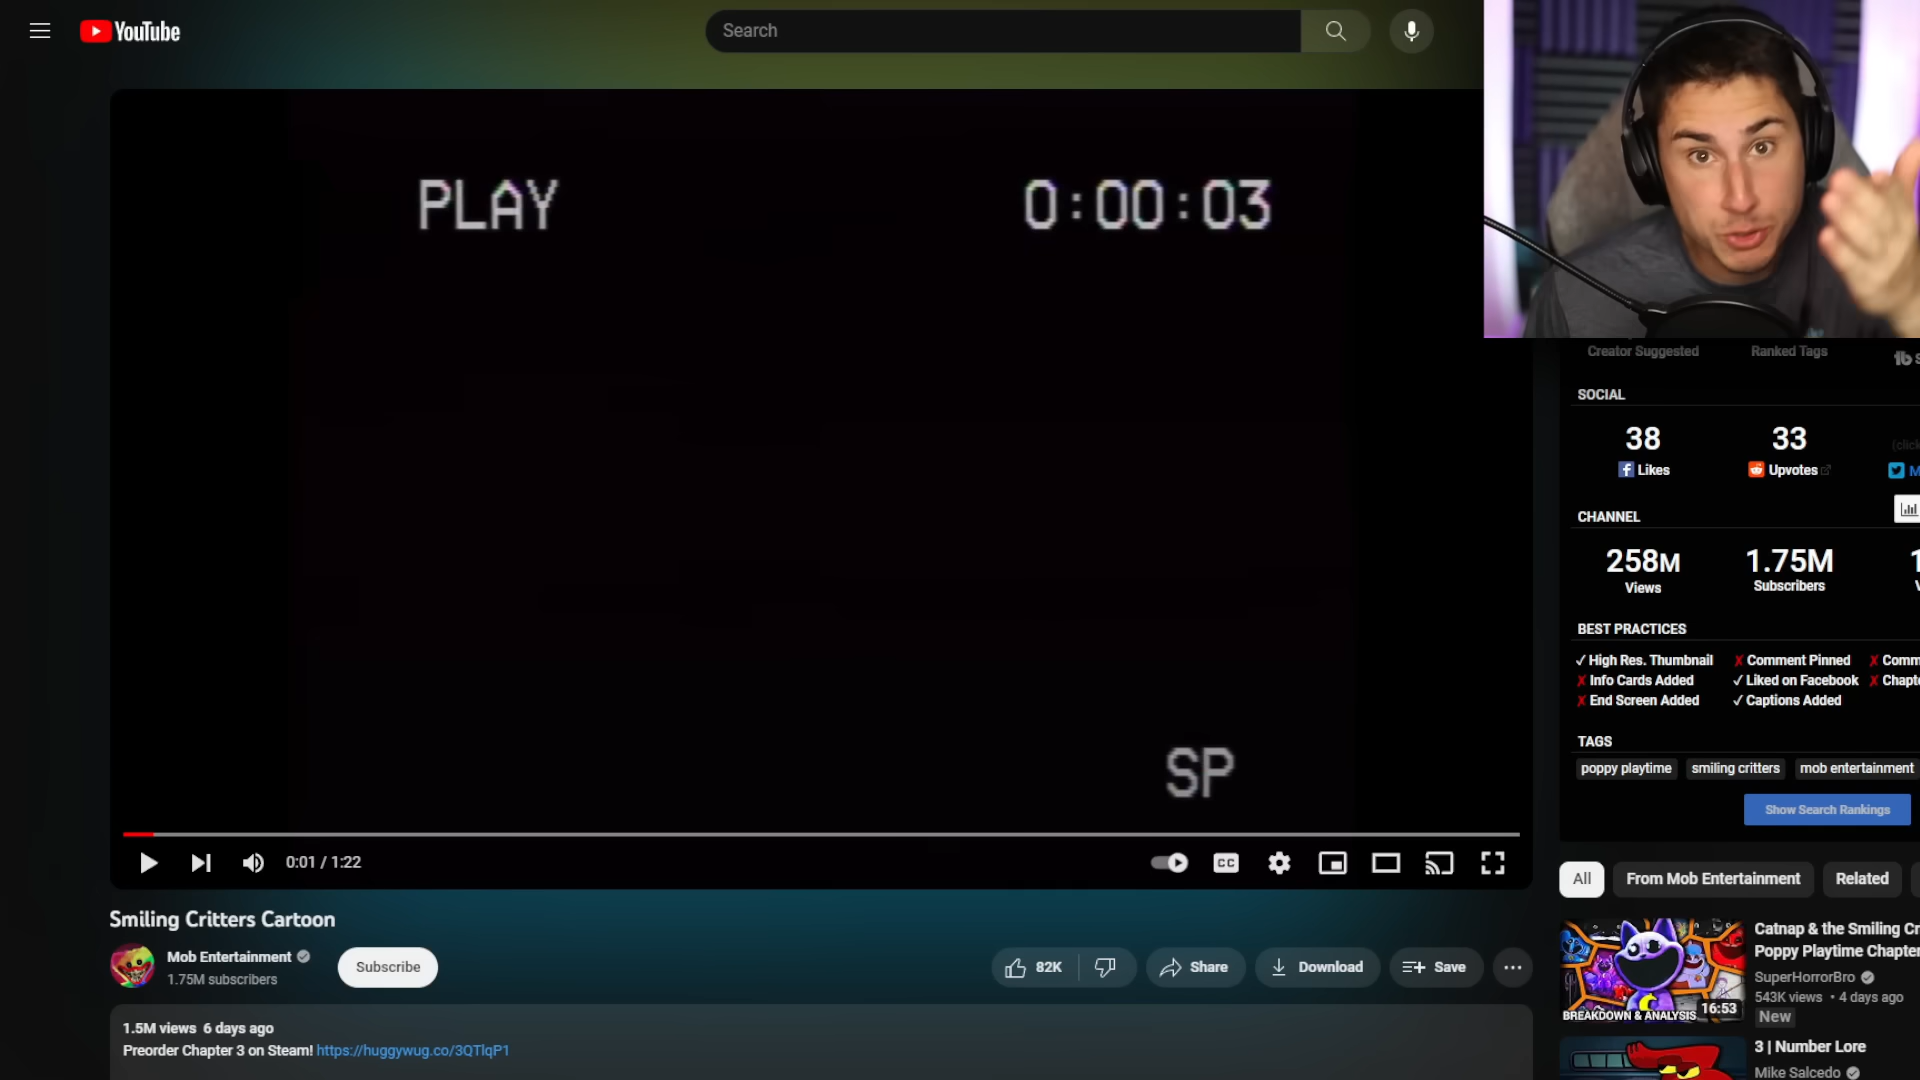 YouTube
Search
PLAY
0:00:03
SP
0:01 / 1:22
CC
Smiling Critters Cartoon
Mob Entertainment
1.75M subscribers
Subscribe
82K
Share
Download
Save
1.5M views 6 days ago
Preorder Chapter 3 on Steam! https://huggywug.co/3QTlqP1
Creator Suggested
Ranked Tags
SOCIAL
38
33
Likes
Upvotes
CHANNEL
258M
1.75M
Views
Subscribers
BEST PRACTICES
✓ High Res. Thumbnail
✗ Comment Pinned
✗ Info Cards Added
✓ Liked on Facebook
✗ End Screen Added
✓ Captions Added
TAGS
poppy playtime
smiling critters
mob entertainment
Show Search Rankings
All
From Mob Entertainment
Related
BREAKDOWN & ANALYSIS
16:53
Catnap & the Smiling
Poppy Playtime Chapter
SuperHorrorBro
543K views • 4 days ago
New
3 | Number Lore
Mike Salcedo